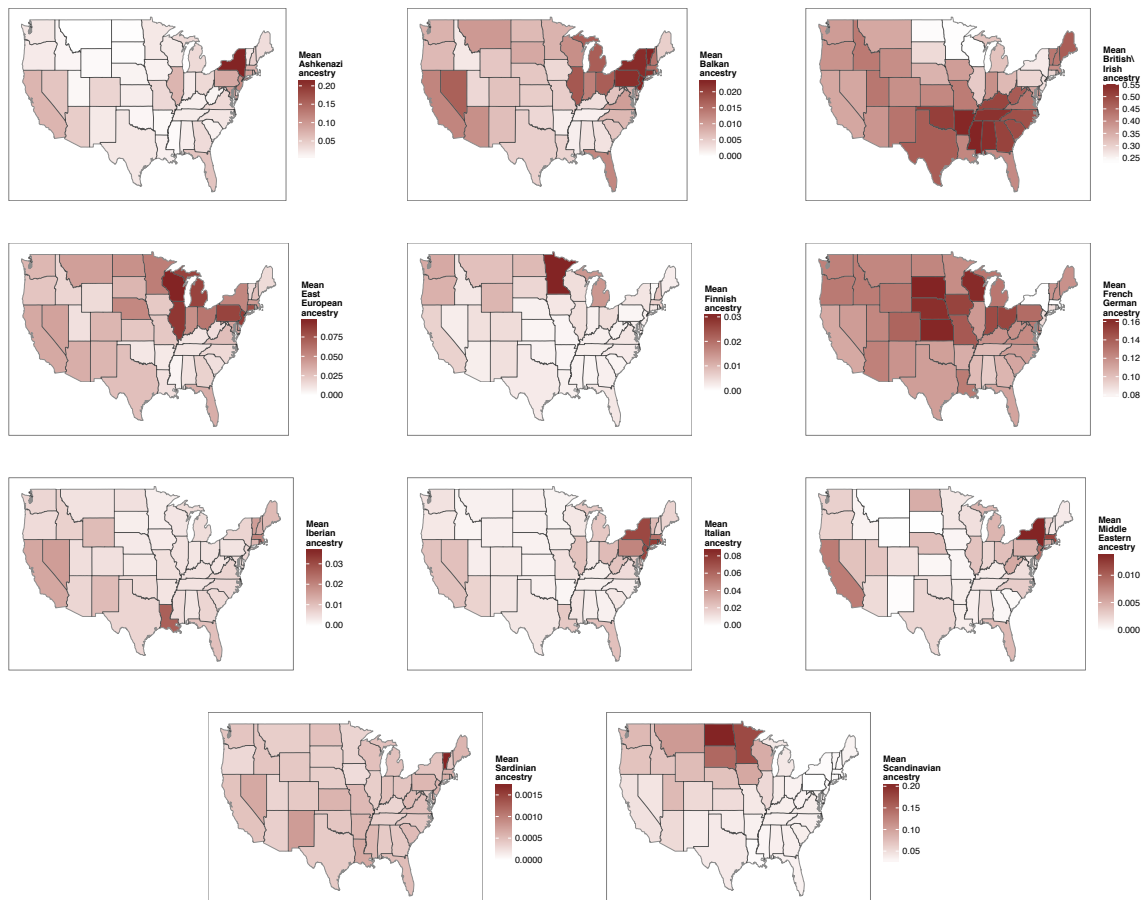 Mean
Ashkenazi
ancestry
0.20
0.15
0.10
0.05
Mean
Balkan
ancestry
0.020
0.015
0.010
0.005
0.000
Mean
British\
Irish
ancestry
0.55
0.50
0.45
0.40
0.35
0.30
0.25
Mean
East
European
ancestry
0.075
0.050
0.025
0.000
Mean
Finnish
ancestry
0.03
0.02
0.01
0.00
Mean
French
German
ancestry
0.16
0.14
0.12
0.10
0.08
Mean
Iberian
ancestry
0.03
0.02
0.01
0.00
Mean
Italian
ancestry
0.08
0.06
0.04
0.02
0.00
Mean
Middle
Eastern
ancestry
0.010
0.005
0.000
Mean
Sardinian
ancestry
0.0015
0.0010
0.0005
0.0000
Mean
Scandinavian
ancestry
0.20
0.15
0.10
0.05